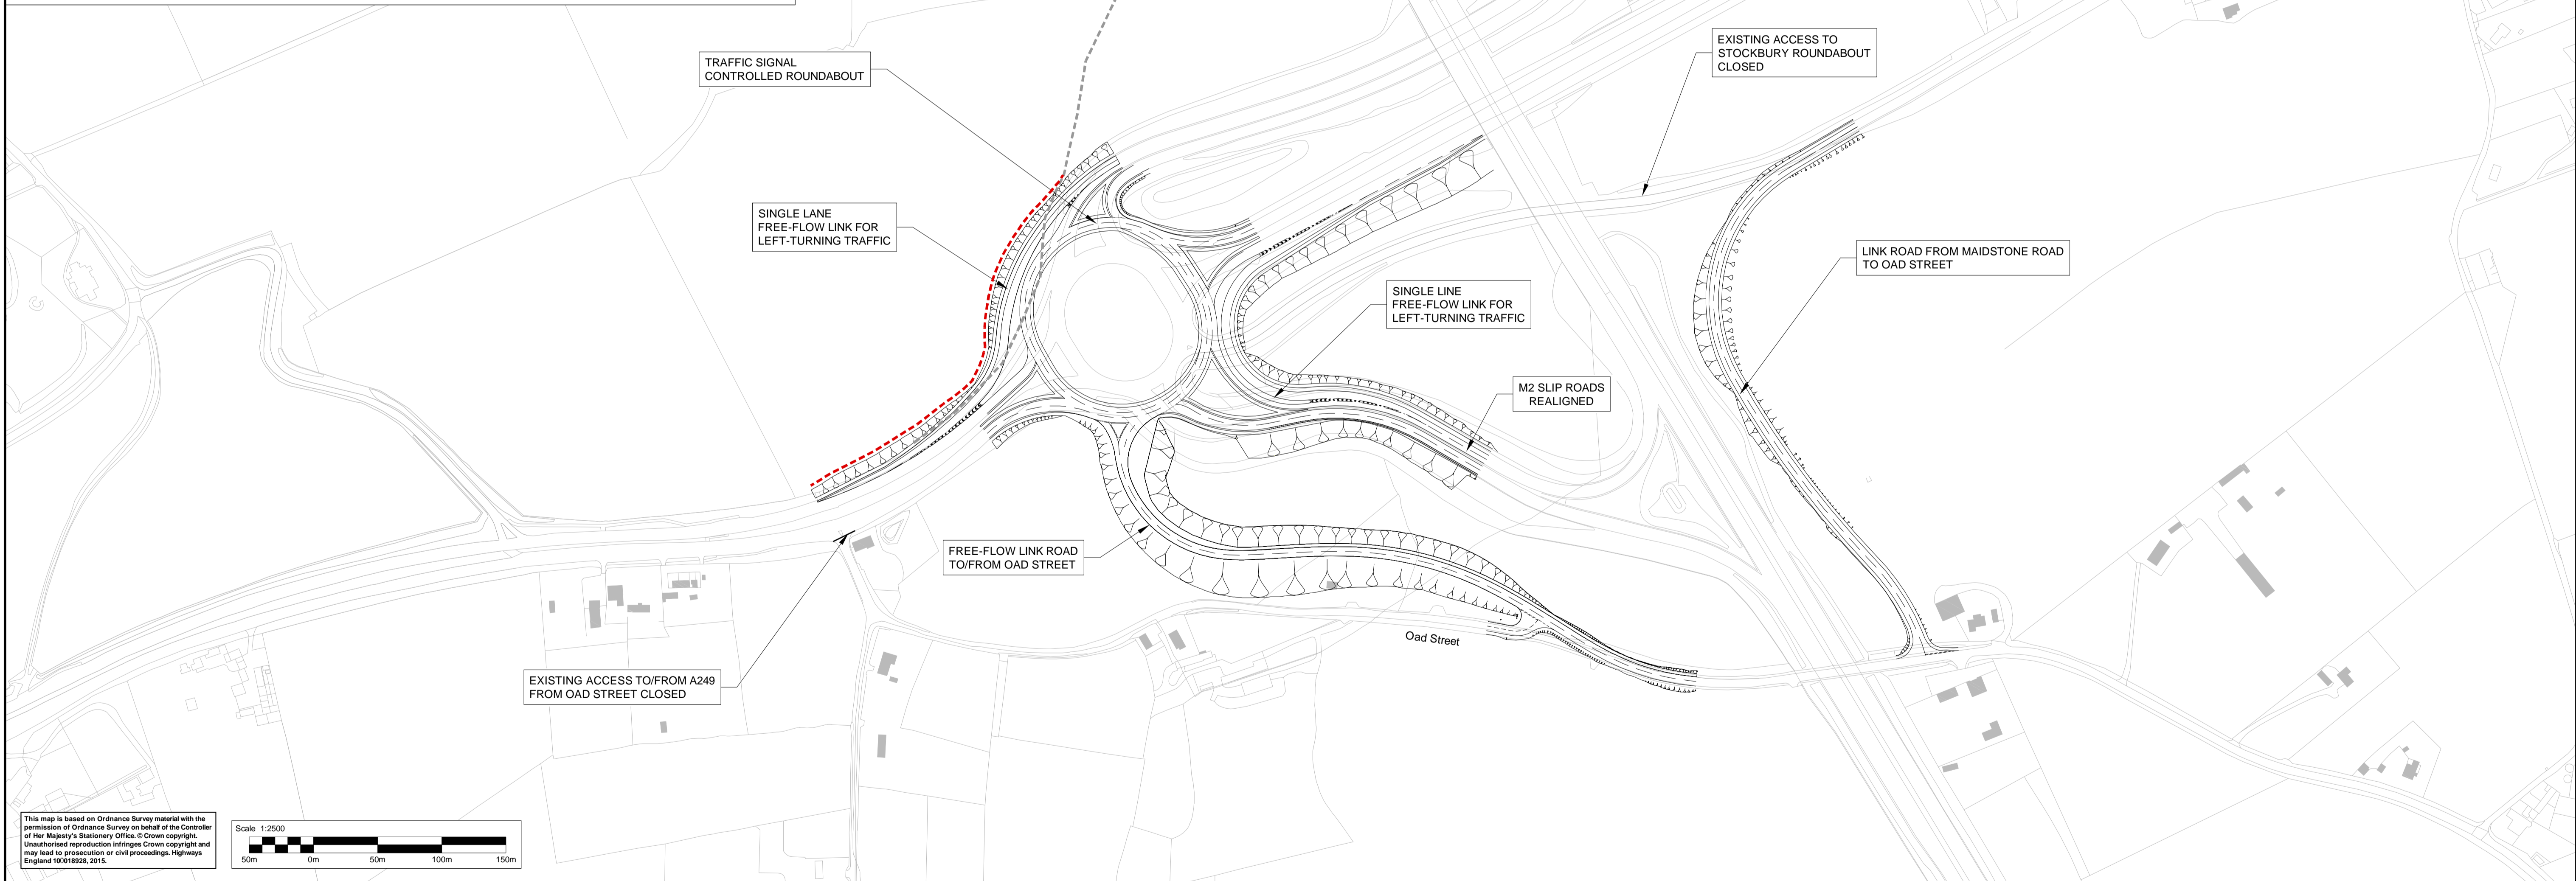 EXISTING ACCESS TO
STOCKBURY ROUNDABOUT
CLOSED
TRAFFIC SIGNAL
CONTROLLED ROUNDABOUT
SINGLE LANE
FREE-FLOW LINK FOR
LEFT-TURNING TRAFFIC
LINK ROAD FROM MAIDSTONE ROAD
TO OAD STREET
SINGLE LINE
FREE-FLOW LINK FOR
LEFT-TURNING TRAFFIC
M2 SLIP ROADS
REALIGNED
FREE-FLOW LINK ROAD
TO/FROM OAD STREET
Oad Street
EXISTING ACCESS TO/FROM A249
FROM OAD STREET CLOSED
This map is based on Ordnance Survey material with the
permission of Ordnance Survey on behalf of the Controller
of Her Majesty's Stationery Office. © Crown copyright.
Unauthorised reproduction infringes Crown copyright and
may lead to prosecution or civil proceedings. Highways
England 100018928, 2015.
Scale 1:2500
50m 0m 50m 100m 150m